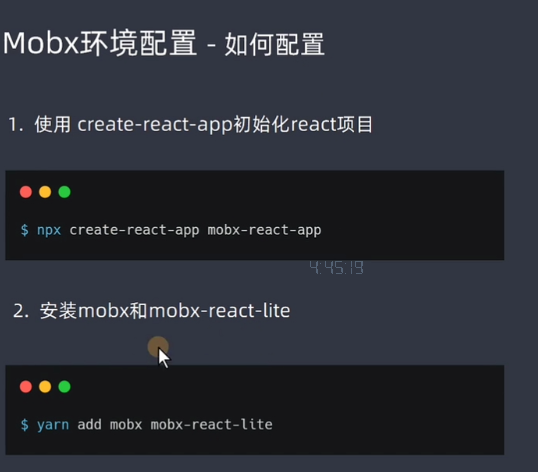 Mobx环境配置 - 如何配置
1. 使用 create-react-app初始化react项目
$ npx create-react-app mobx-react-app
4:45:19
2. 安装mobx和mobx-react-lite
$ yarn add mobx mobx-react-lite